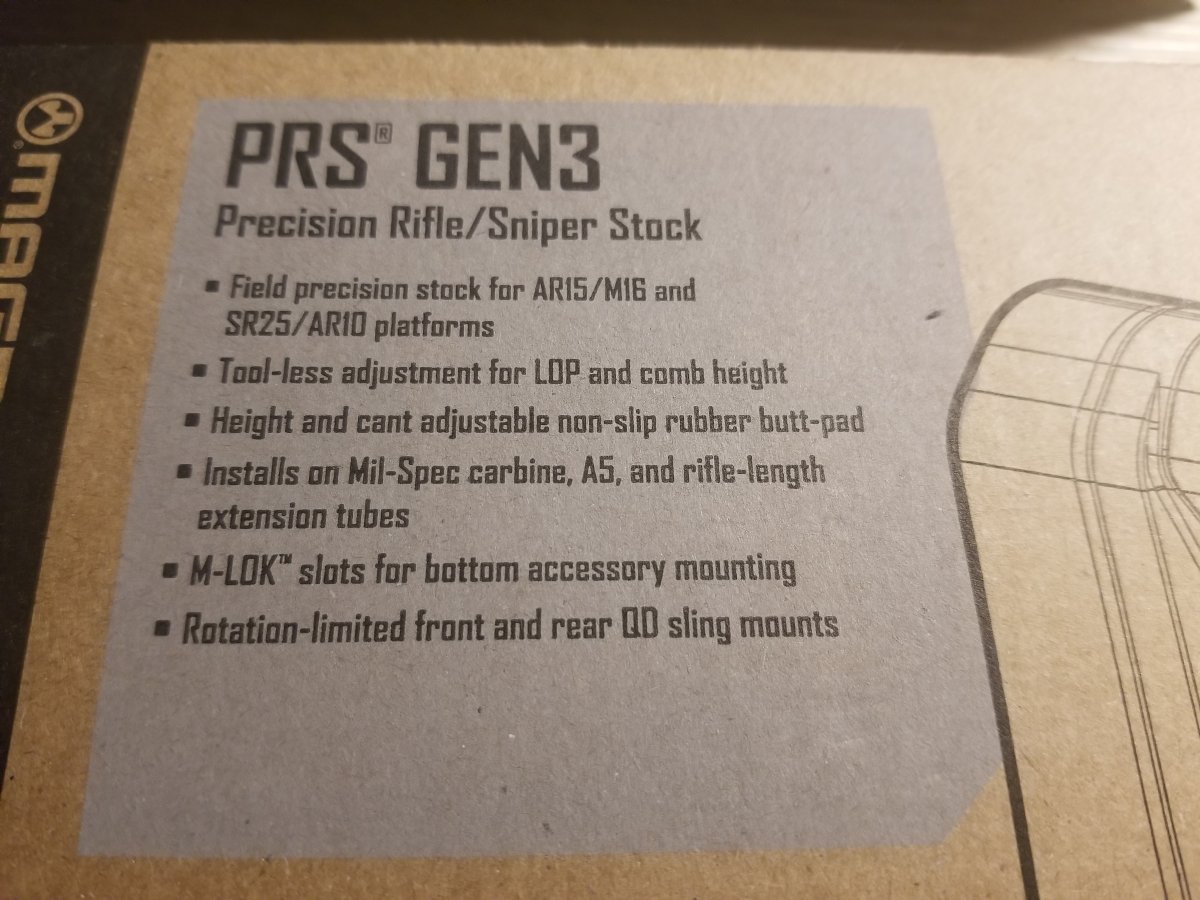 PRS® GEN3
Precision Rifle/Sniper Stock
▪ Field precision stock for AR15/M16 and
SR25/AR10 platforms
▪ Tool-less adjustment for LOP and comb height
▪ Height and cant adjustable non-slip rubber butt-pad
▪ Installs on Mil-Spec carbine, A5, and rifle-length
extension tubes
▪ M-LOK™ slots for bottom accessory mounting
▪ Rotation-limited front and rear QD sling mounts